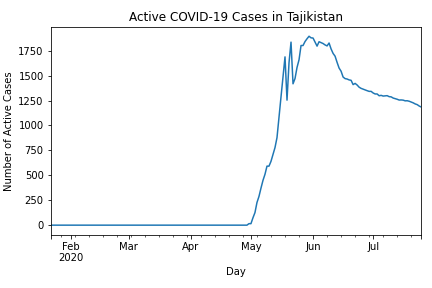 Active COVID-19 Cases in Tajikistan
Number of Active Cases
1750
1500
1250
1000
750
500
250
0
Feb Mar Apr May Jun Jul
2020
Day